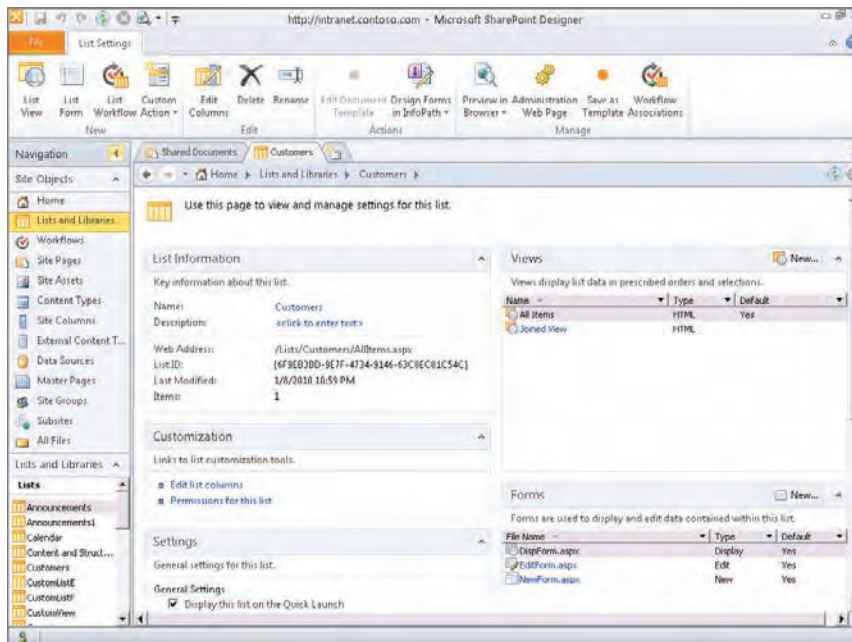 http://intranet.contoso.com - Microsoft SharePoint Designer
File List Settings
List View
List Form
List Workflow
Custom Action
Edit Columns
Delete
Rename
Edit Document Template
Design Forms in InfoPath
Preview in Browser
Administration Web Page
Save as Template
Workflow Associations
New Edit Actions Manage
Navigation
Shared Documents Customers
Site Objects
Home Lists and Libraries Customers
Home
Lists and Libraries
Workflows
Site Pages
Site Assets
Content Types
Site Columns
External Content T...
Data Sources
Master Pages
Site Groups
Subsites
All Files
Lists and Libraries
Lists
Announcements
Announcements1
Calendar
Content and Struct...
Customers
CustomListE
CustomListF
CustomView
Use this page to view and manage settings for this list.
List Information
Key information about this list.
Name: Customers
Description: <click to enter text>
Web Address: /Lists/Customers/AllItems.aspx
List ID:
Last Modified: 1/8/2010 10:59 PM
Items: 1
Customization
Links to list customization tools.
Edit list columns
Permissions for this list
Settings
General settings for this list.
General Settings
Display this list on the Quick Launch
Views New...
Views display list data in prescribed orders and selections.
Name Type Default
All Items HTML Yes
Joined View HTML
Forms New...
Forms are used to display and edit data contained within this list.
File Name Type Default
DispForm.aspx Display Yes
EditForm.aspx Edit Yes
NewForm.aspx New Yes